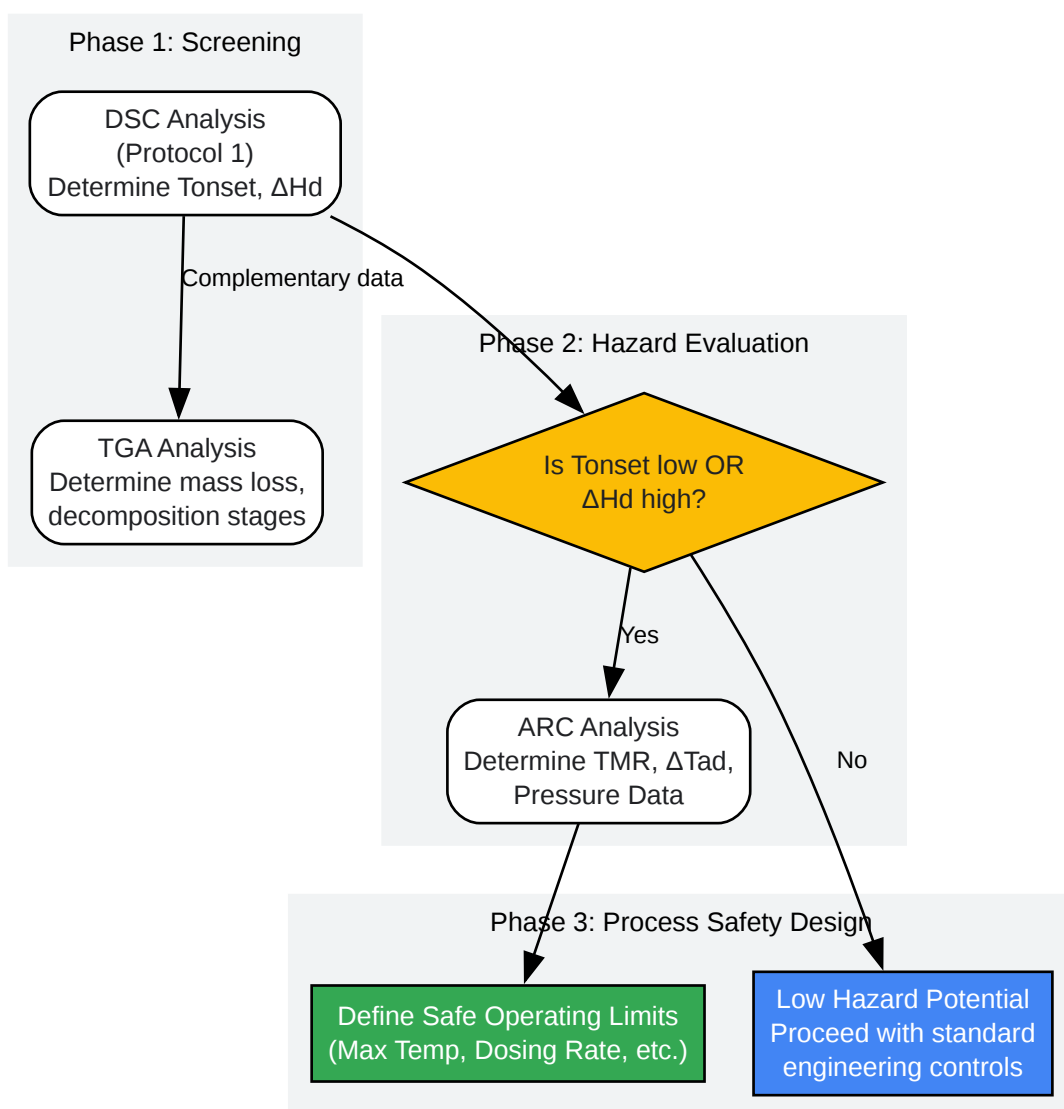 Phase 1: Screening
DSC Analysis
(Protocol 1)
Determine Tonset, ΔHd
Complementary data
TGA Analysis
Determine mass loss,
decomposition stages
Phase 2: Hazard Evaluation
Is Tonset low OR
ΔHd high?
Yes
No
ARC Analysis
Determine TMR, ΔTad,
Pressure Data
Phase 3: Process Safety Design
Define Safe Operating Limits
(Max Temp, Dosing Rate, etc.)
Low Hazard Potential
Proceed with standard
engineering controls